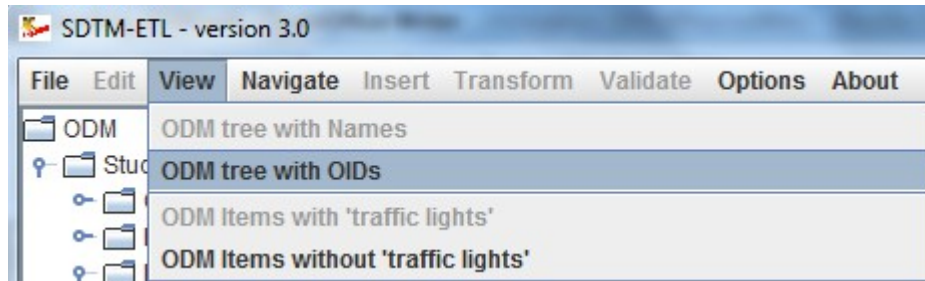 SDTM-ETL - version 3.0
File Edit View Navigate Insert Transform Validate Options About
ODM
ODM tree with Names
ODM tree with OIDs
ODM Items with 'traffic lights'
ODM Items without 'traffic lights'